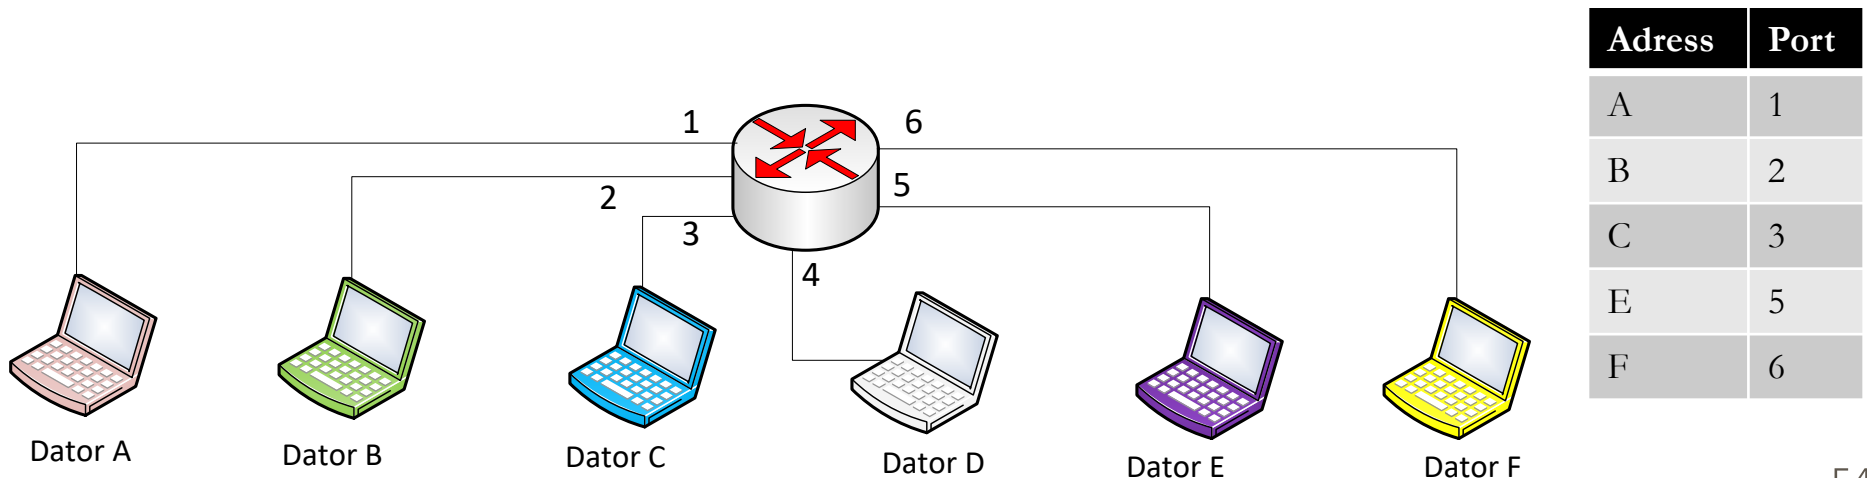 Adress Port
A 1
B 2
C 3
E 5
F 6
1
6
2
5
3
4
Dator A
Dator B
Dator C
Dator D
Dator E
Dator F